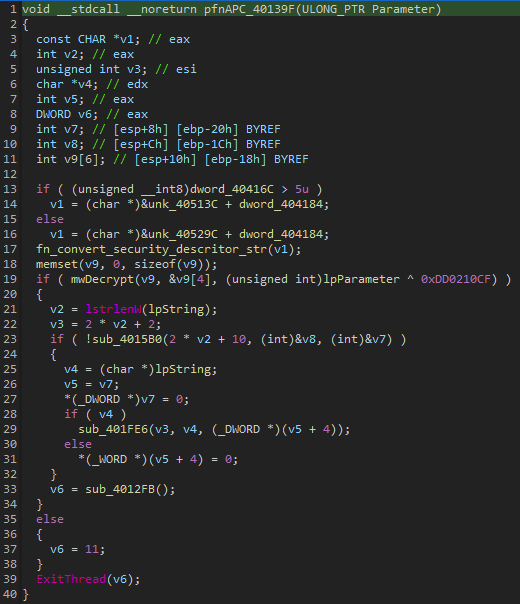 1 void __stdcall __noreturn pfnAPC_40139F(ULONG_PTR Parameter)
2 {
3   const CHAR *v1; // eax
4   int v2; // eax
5   unsigned int v3; // esi
6   char *v4; // edx
7   int v5; // eax
8   DWORD v6; // eax
9   int v7; // [esp+8h] [ebp-20h] BYREF
10   int v8; // [esp+Ch] [ebp-1Ch] BYREF
11   int v9[6]; // [esp+10h] [ebp-18h] BYREF
12
13   if ( (unsigned __int8)dword_40416C > 5u )
14     v1 = (char *)&unk_40513C + dword_404184;
15   else
16     v1 = (char *)&unk_40529C + dword_404184;
17   fn_convert_security_descritor_str(v1);
18   memset(v9, 0, sizeof(v9));
19   if ( mwDecrypt(v9, &v9[4], (unsigned int)lpParameter ^ 0xDD0210CF) )
20   {
21     v2 = lstrlenW(lpString);
22     v3 = 2 * v2 + 2;
23     if ( !sub_4015B0(2 * v2 + 10, (int)&v8, (int)&v7) )
24     {
25       v4 = (char *)lpString;
26       v5 = v7;
27       *(_DWORD *)v7 = 0;
28       if ( v4 )
29         sub_401FE6(v3, v4, (_DWORD *)(v5 + 4));
30       else
31         *(_WORD *)(v5 + 4) = 0;
32     }
33     v6 = sub_4012FB();
34   }
35   else
36   {
37     v6 = 11;
38   }
39   ExitThread(v6);
40 }